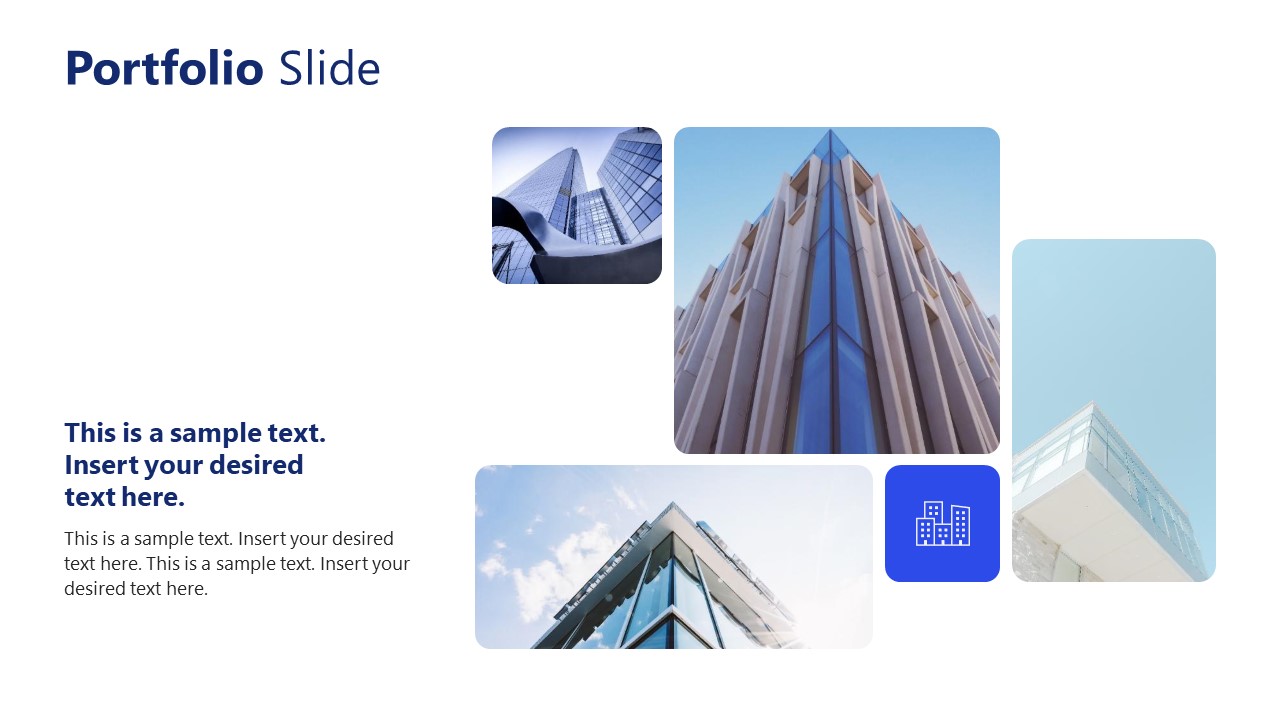 Portfolio Slide
This is a sample text.
Insert your desired
text here.
This is a sample text. Insert your desired
text here. This is a sample text. Insert your
desired text here.